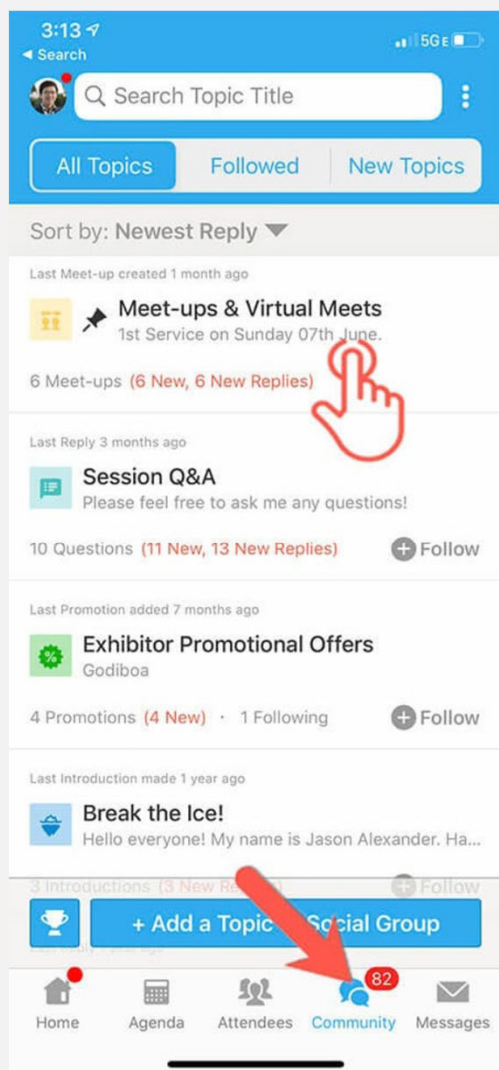 3:13
5G E
Search
Search Topic Title
All Topics Followed New Topics
Sort by: Newest Reply
Last Meet-up created 1 month ago
Meet-ups & Virtual Meets
1st Service on Sunday 07th June.
6 Meet-ups (6 New, 6 New Replies)
Last Reply 3 months ago
Session Q&A
Please feel free to ask me any questions!
10 Questions (11 New, 13 New Replies) Follow
Last Promotion added 7 months ago
Exhibitor Promotional Offers
Godiboa
4 Promotions (4 New) · 1 Following Follow
Last Introduction made 1 year ago
Break the Ice!
Hello everyone! My name is Jason Alexander. Ha...
3 Introductions (3 New Follow
+ Add a Topic Social Group
82
Home Agenda Attendees Community Messages